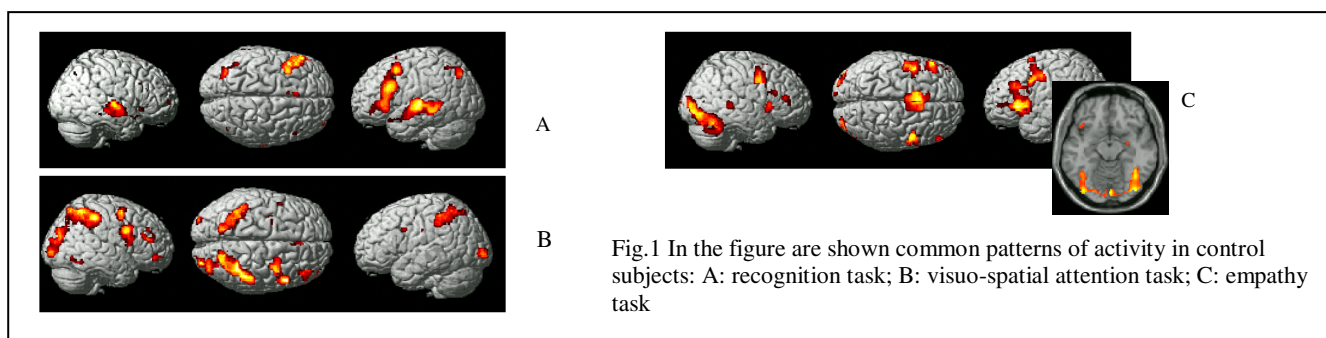 A
B
C
Fig.1 In the figure are shown common patterns of activity in control
subjects: A: recognition task; B: visuo-spatial attention task; C: empathy
task